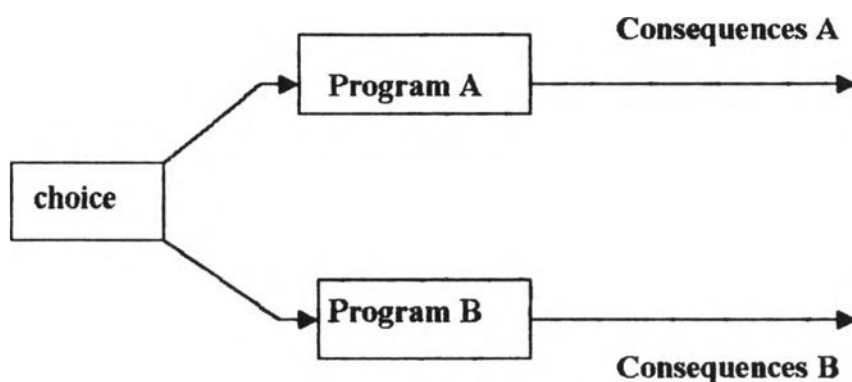 Consequences A
Program A
choice
Program B
Consequences B